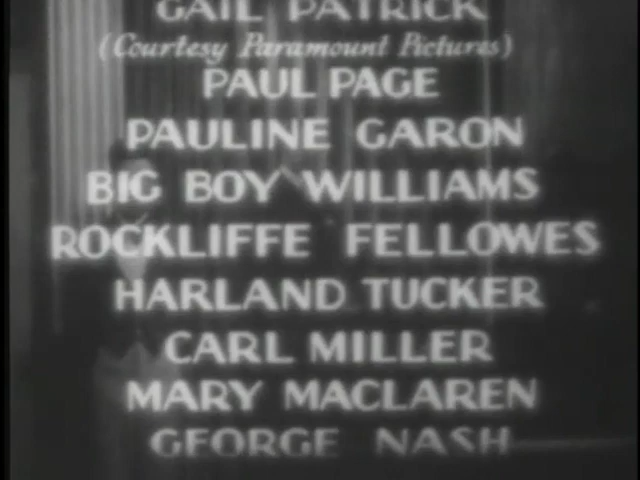 GAIL PATRICK
(Courtesy Paramount Pictures)
PAUL PAGE
PAULINE GARON
BIG BOY WILLIAMS
ROCKLIFFE FELLOWES
HARLAND TUCKER
CARL MILLER
MARY MACLAREN
GEORGE NASH